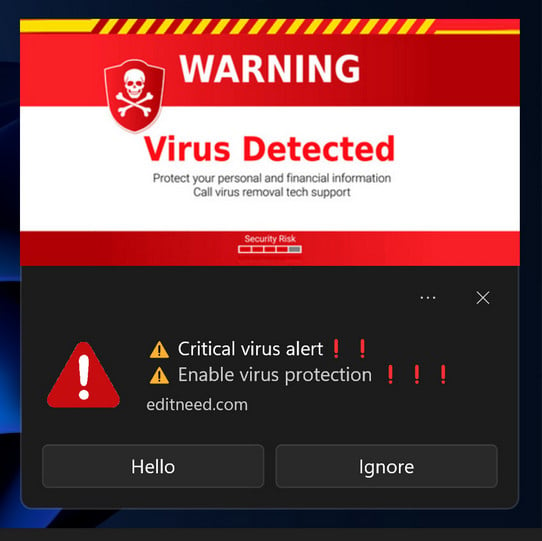 WARNING
Virus Detected
Protect your personal and financial information
Call virus removal tech support
Security Risk
⚠ Critical virus alert❗❗
⚠ Enable virus protection❗❗❗
editneed.com
Hello
Ignore